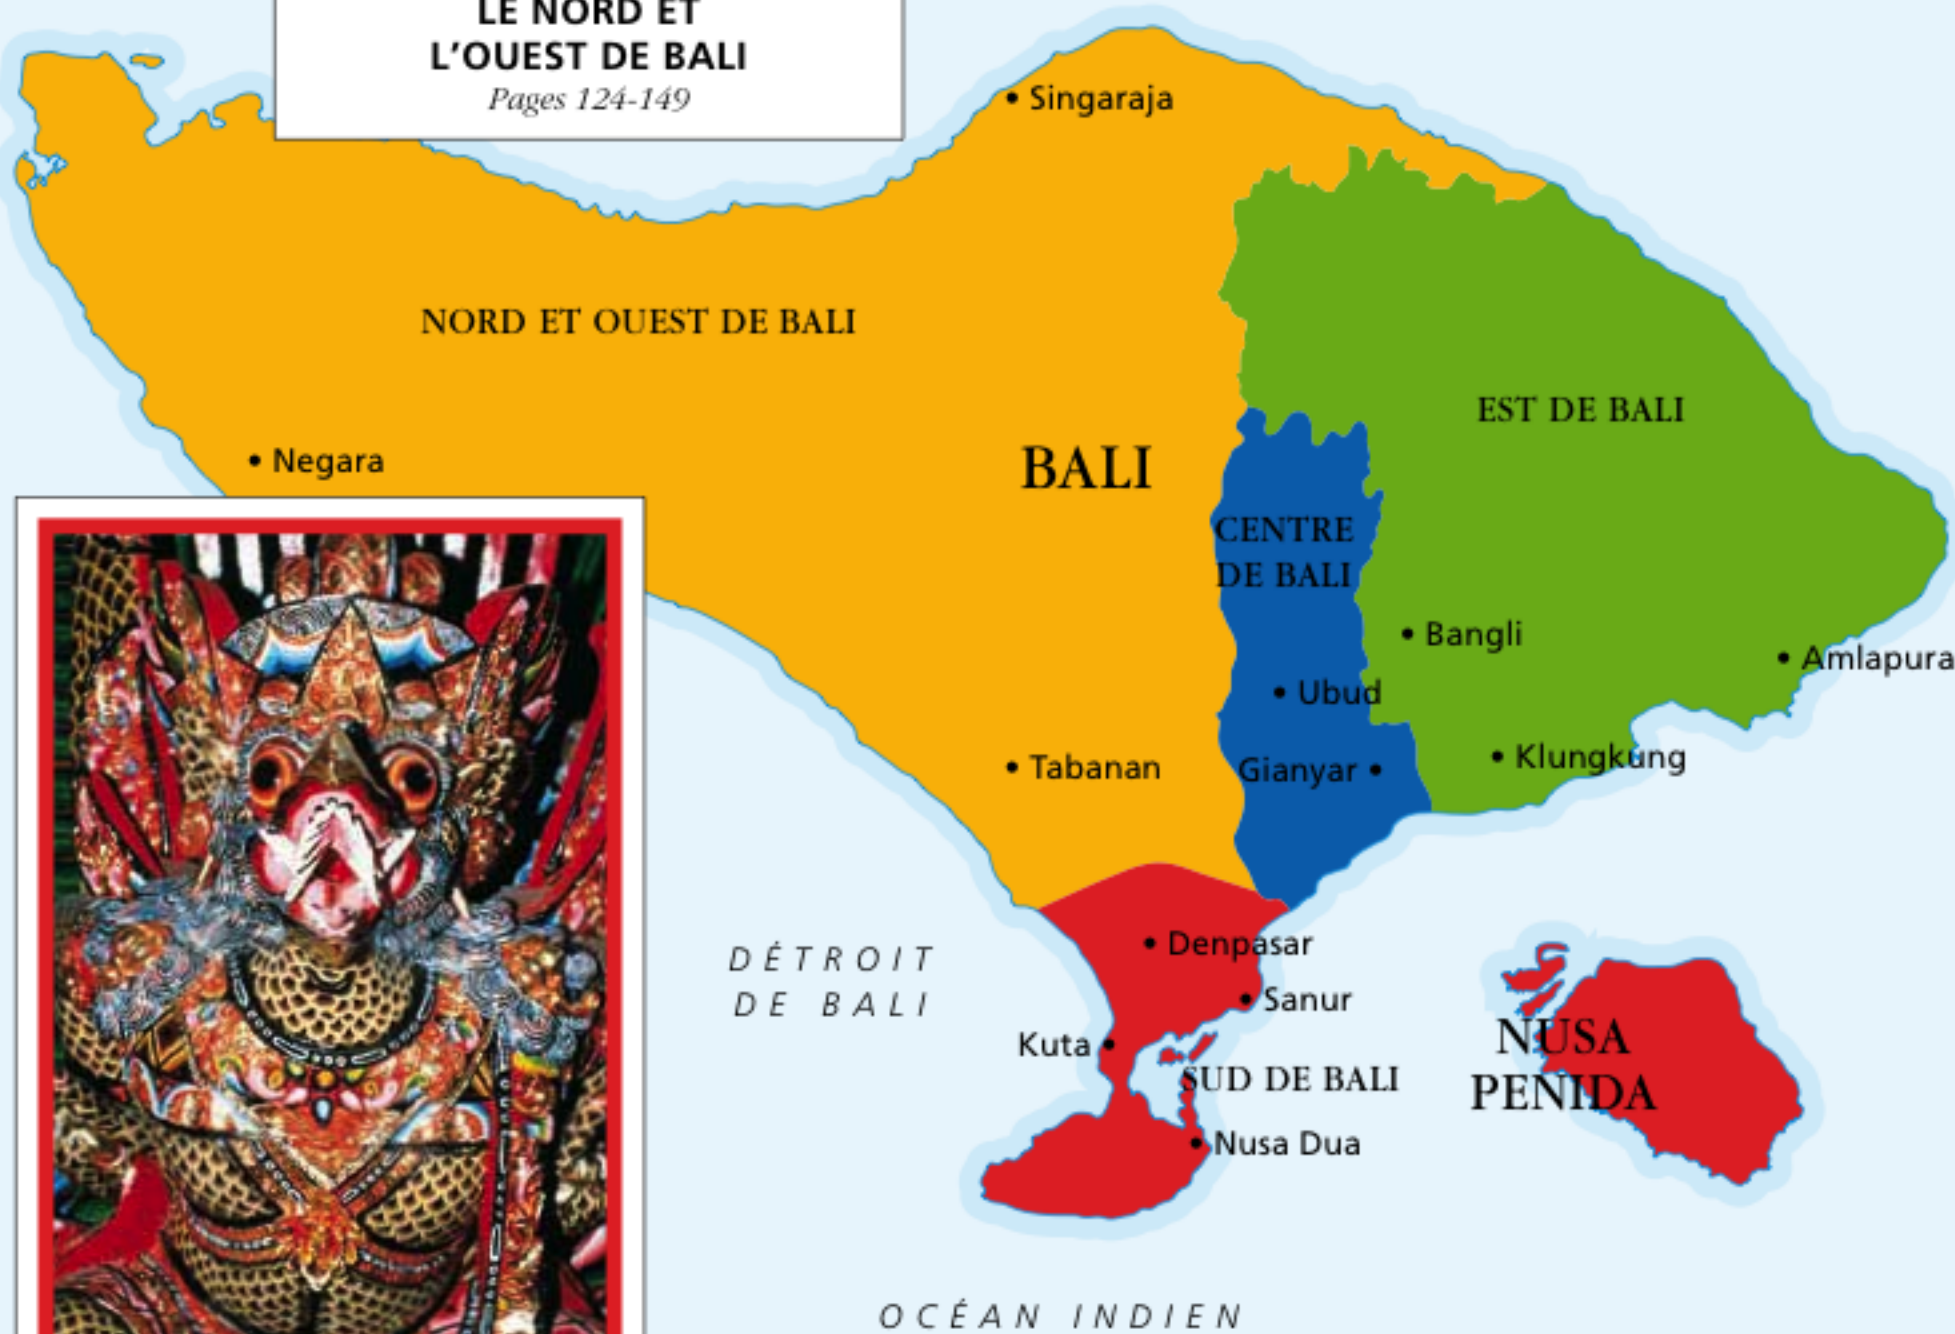 LE NORD ET
L'OUEST DE BALI
Pages 124-149
Singaraja
NORD ET OUEST DE BALI
EST DE BALI
Negara
BALI
CENTRE
DE BALI
Bangli
Amlapura
Ubud
Tabanan
Gianyar
Klungkung
Denpasar
DÉTROIT
DE BALI
Sanur
Kuta
NUSA
PENIDA
SUD DE BALI
Nusa Dua
OCÉAN INDIEN